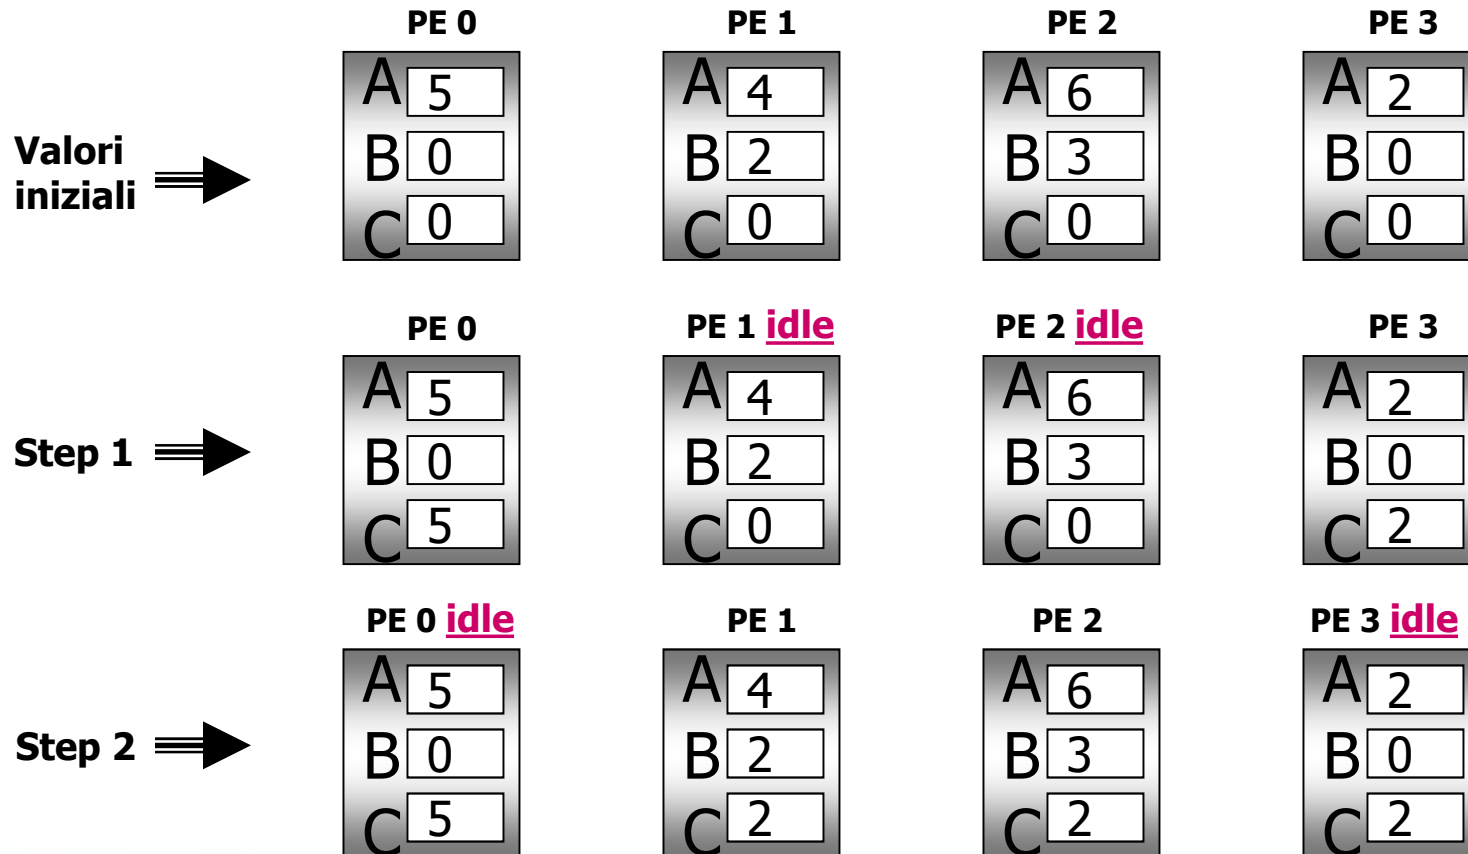 PE 0 PE 1 PE 2 PE 3
A 5 A 4 A 6 A 2
Valori
iniziali
B 0 B 2 B 3 B 0
C 0 C 0 C 0 C 0
PE 0 PE 1 idle PE 2 idle PE 3
A 5 A 4 A 6 A 2
Step 1 B 0 B 2 B 3 B 0
C 5 C 0 C 0 C 2
PE 0 idle PE 1 PE 2 PE 3 idle
A 5 A 4 A 6 A 2
Step 2 B 0 B 2 B 3 B 0
C 5 C 2 C 2 C 2